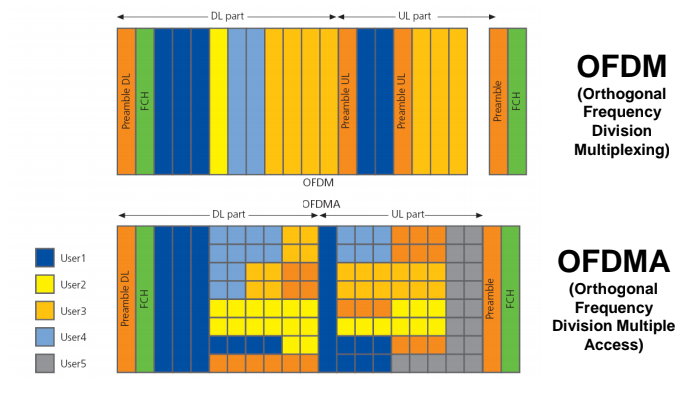 DL part
UL part
Preamble DL
FCH
Preamble UL
Preamble UL
Preamble
FCH
OFDM
OFDM
(Orthogonal
Frequency
Division
Multiplexing)
OFDMA
DL part
UL part
User1
User2
User3
User4
User5
Preamble DL
FCH
Preamble
FCH
OFDMA
(Orthogonal
Frequency
Division Multiple
Access)